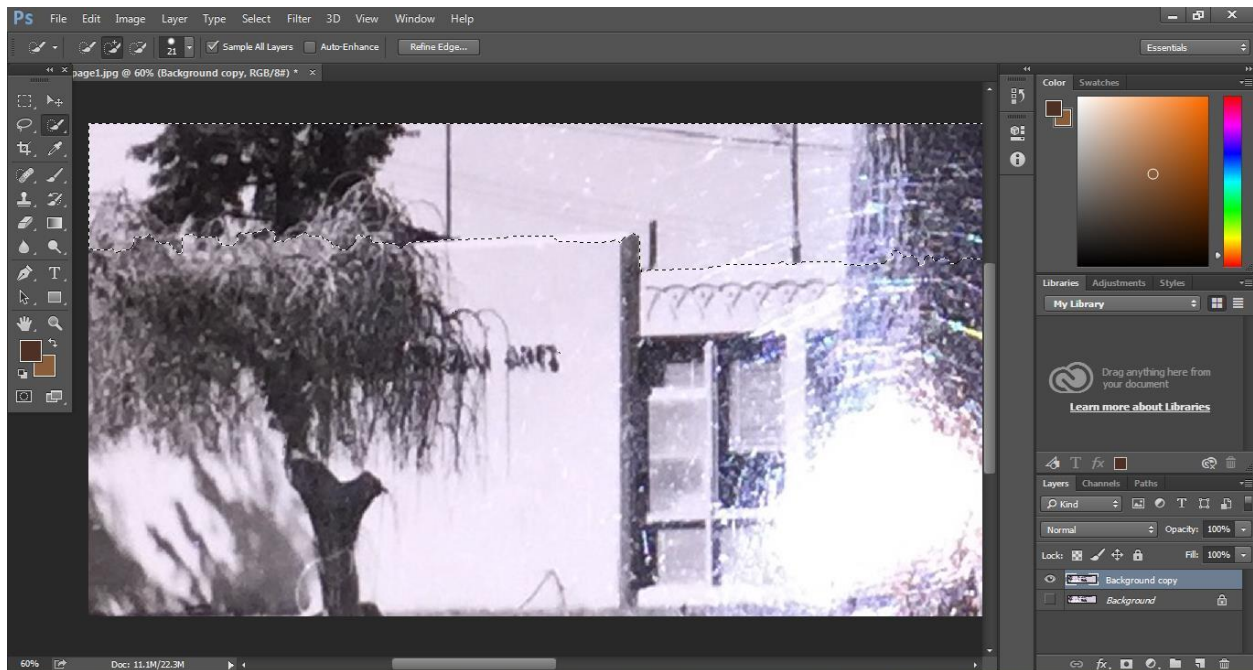 Ps File Edit Image Layer Type Select Filter 3D View Window Help
21 Sample All Layers Auto-Enhance Refine Edge... Essentials
page1.jpg @ 60% (Background copy, RGB/8#) * ×
Color Swatches
Libraries Adjustments Styles
My Library
Drag anything here from
your document
Learn more about Libraries
T fx
Layers Channels Paths
Kind T
Normal Opacity: 100%
Lock: Fill: 100%
Background copy
Background
60% Doc: 11.1M/22.3M fx